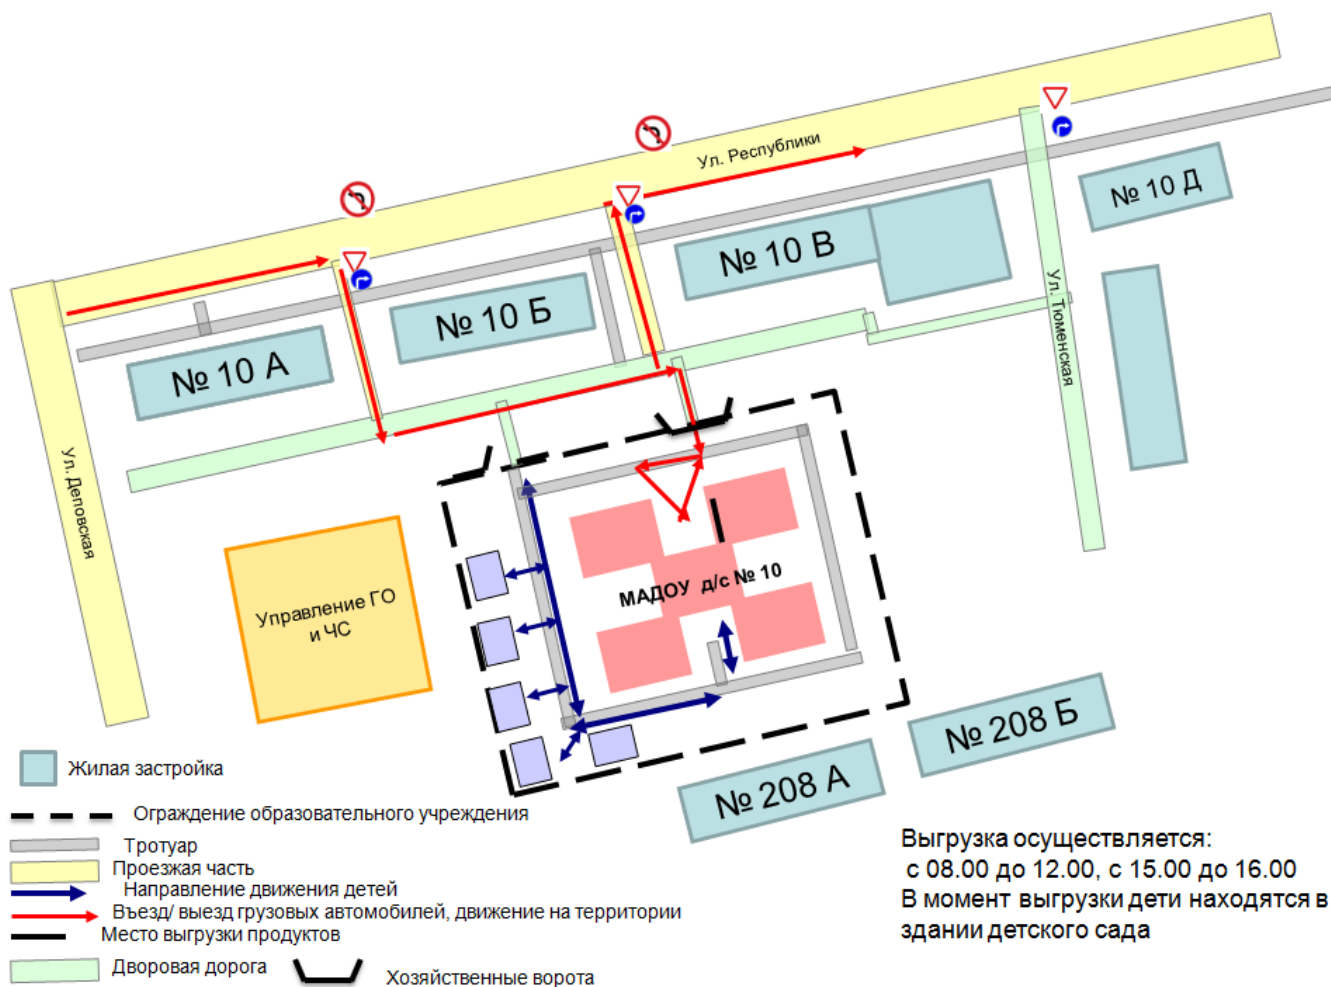 Ул. Республики
№ 10 Д
№ 10 В
№ 10 Б
№ 10 А
Ул. Тюменская
Ул. Деповская
МАДОУ д/с № 10
Управление ГО
и ЧС
№ 208 Б
№ 208 А
Жилая застройка
Ограждение образовательного учреждения
Тротуар
Проезжая часть
Направление движения детей
Въезд/ выезд грузовых автомобилей, движение на территории
Место выгрузки продуктов
Дворовая дорога
Хозяйственные ворота
Выгрузка осуществляется:
с 08.00 до 12.00, с 15.00 до 16.00
В момент выгрузки дети находятся в
здании детского сада